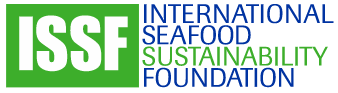 ISSF
INTERNATIONAL
SEAFOOD
SUSTAINABILITY
FOUNDATION